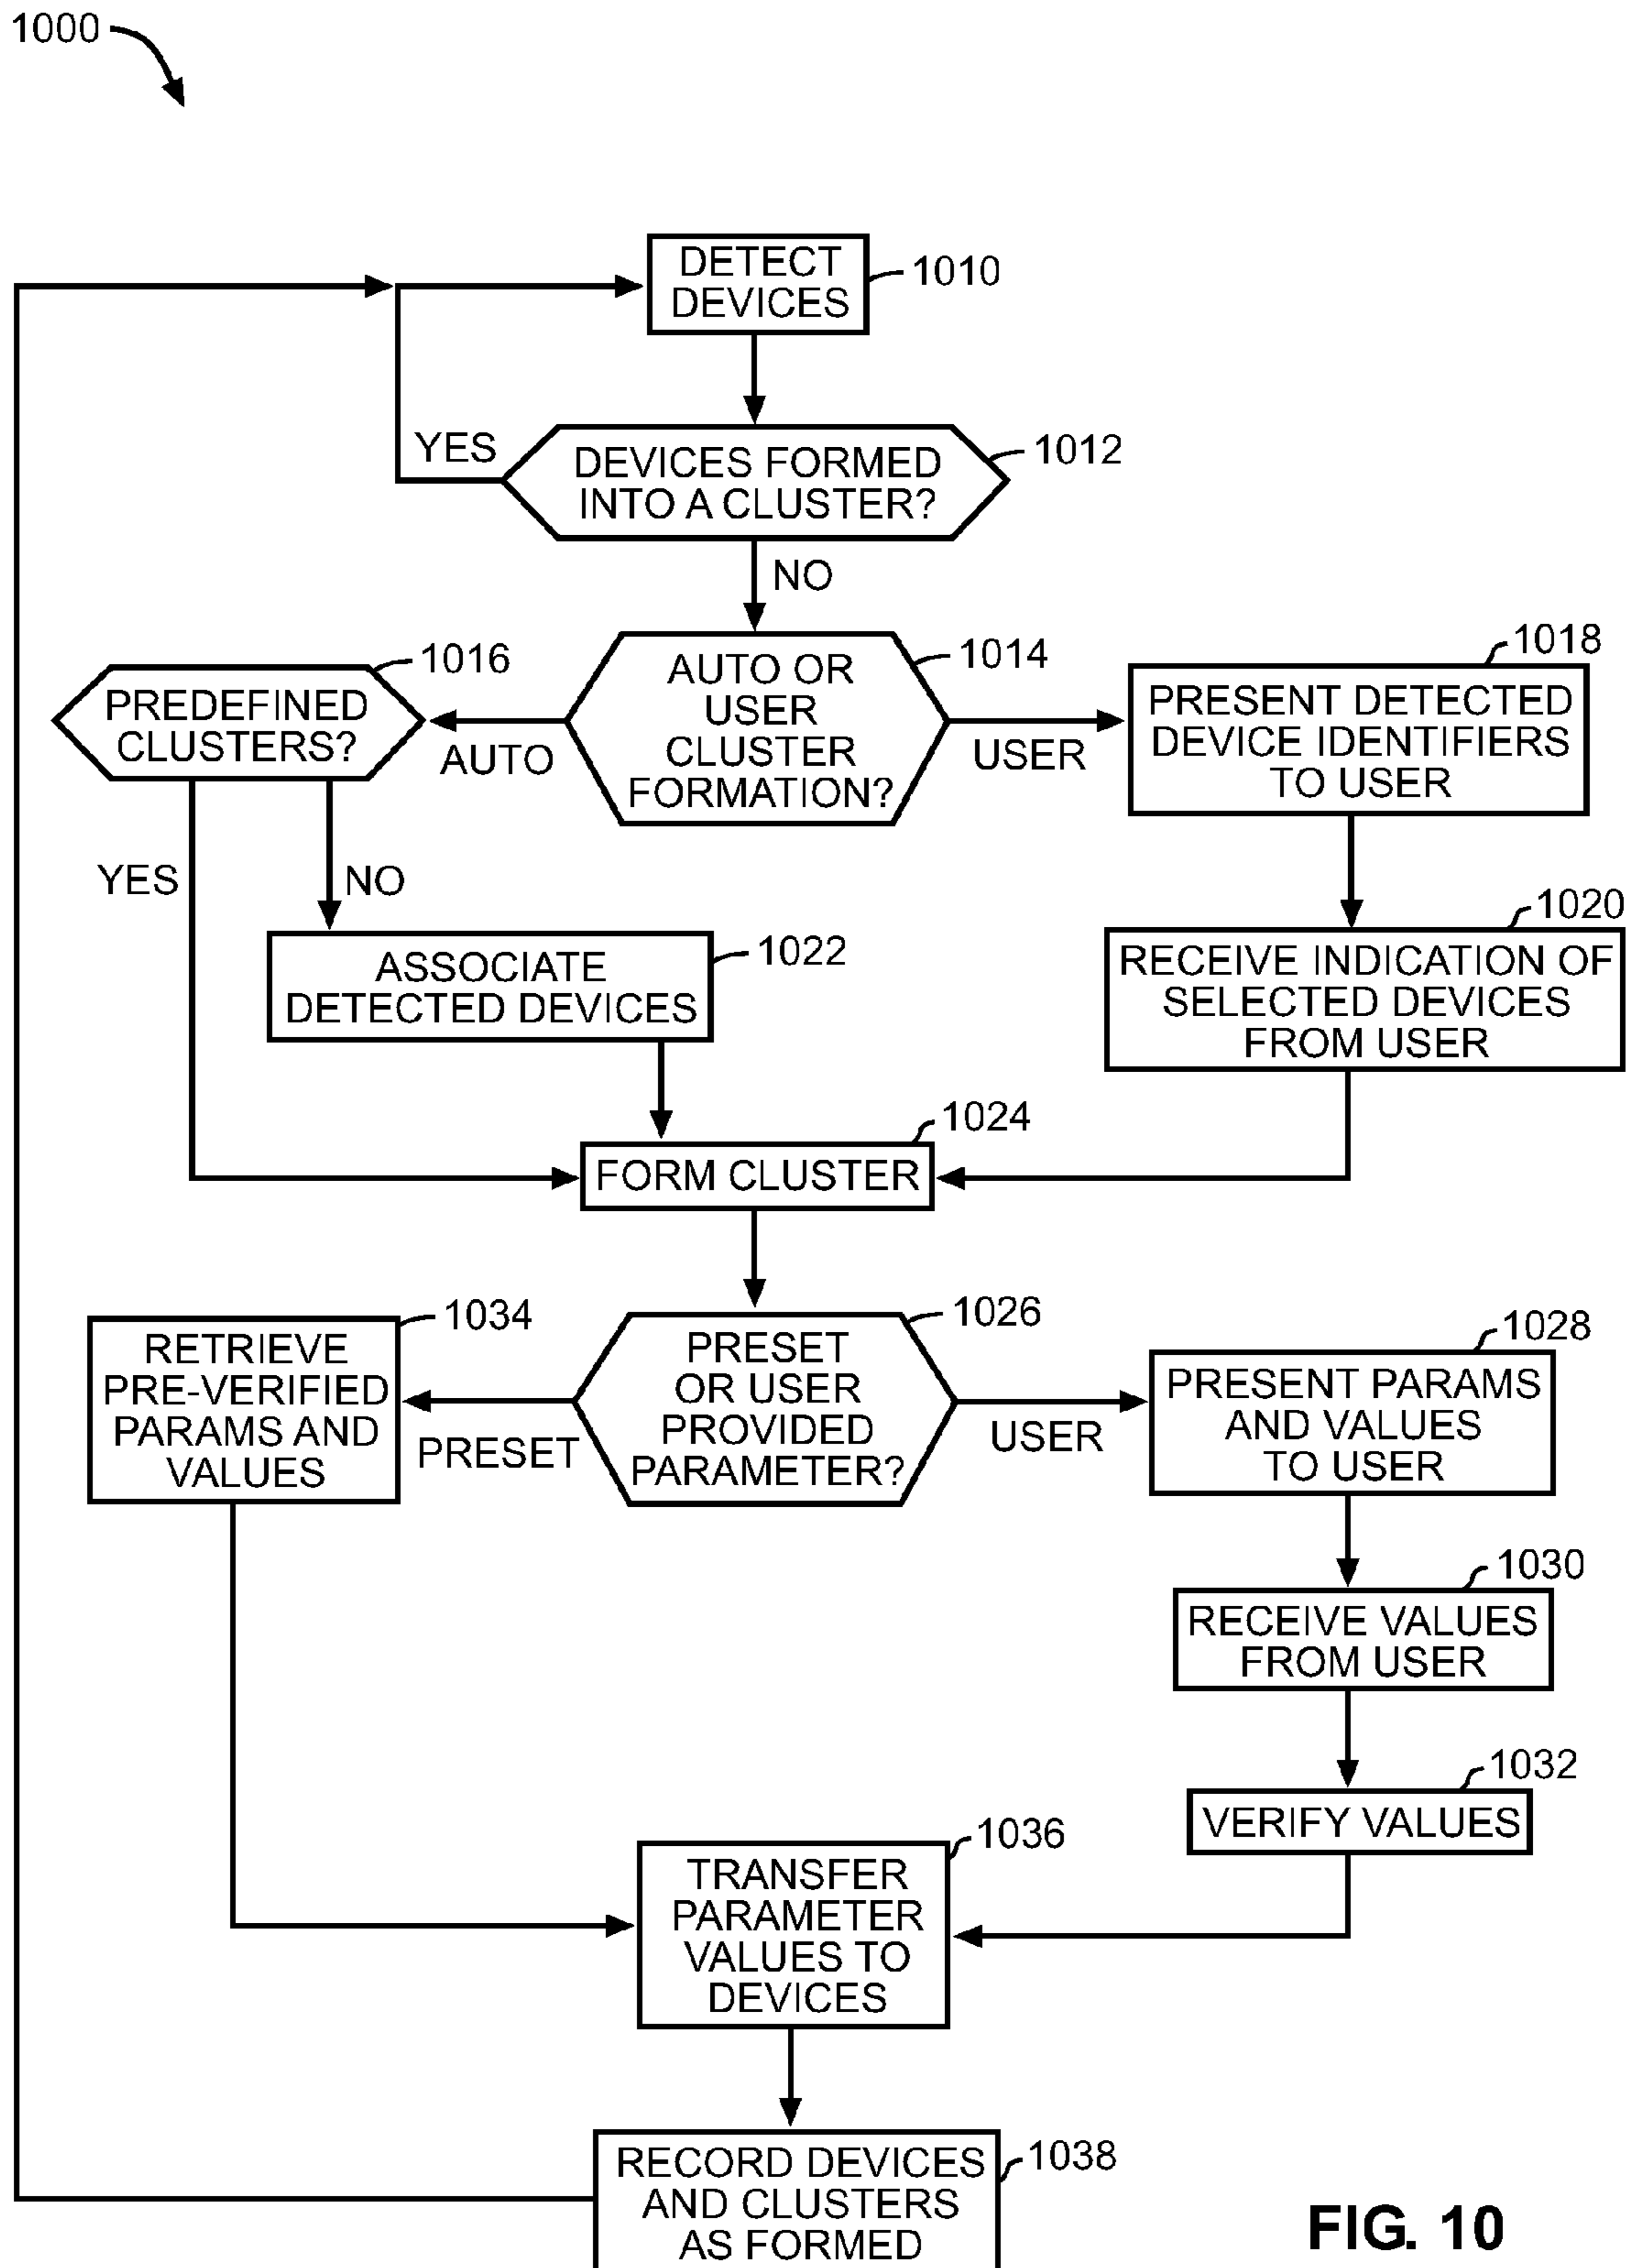 1000
DETECT
DEVICES
1010
YES
DEVICES FORMED
INTO A CLUSTER?
1012
NO
1016
PREDEFINED
CLUSTERS?
AUTO
AUTO OR
USER
CLUSTER
FORMATION?
1014
USER
1018
PRESENT DETECTED
DEVICE IDENTIFIERS
TO USER
YES
NO
1020
RECEIVE INDICATION OF
SELECTED DEVICES
FROM USER
ASSOCIATE
DETECTED DEVICES
1022
1024
FORM CLUSTER
1034
RETRIEVE
PRE-VERIFIED
PARAMS AND
VALUES
PRESET
PRESET
OR USER
PROVIDED
PARAMETER?
1026
USER
1028
PRESENT PARAMS
AND VALUES
TO USER
1030
RECEIVE VALUES
FROM USER
1032
VERIFY VALUES
1036
TRANSFER
PARAMETER
VALUES TO
DEVICES
RECORD DEVICES
AND CLUSTERS
AS FORMED
1038
FIG. 10